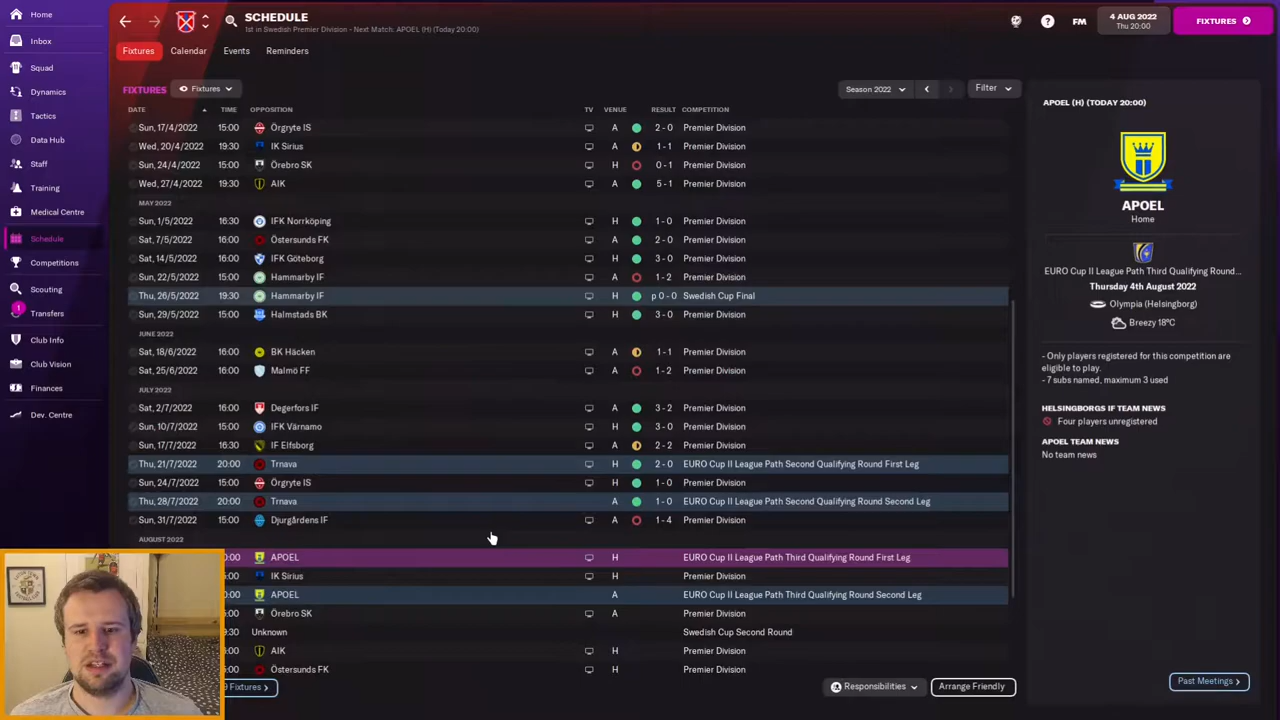 Home
SCHEDULE
1st in Swedish Premier Division - Next Match: APOEL (H) (Today 20:00)
FM
4 AUG 2022
Thu 20:00
FIXTURES
Inbox
Squad
Dynamics
Tactics
Data Hub
Staff
Training
Medical Centre
Schedule
Competitions
Scouting
1
Transfers
Club Info
Club Vision
Finances
Dev. Centre
Fixtures Calendar Events Reminders
FIXTURES Fixtures Season 2022 Filter
DATE TIME OPPOSITION TV VENUE RESULT COMPETITION
Sun, 17/4/2022 15:00 Örgryte IS A 2 - 0 Premier Division
Wed, 20/4/2022 19:30 IK Sirius A 1 - 1 Premier Division
Sun, 24/4/2022 15:00 Örebro SK H 0 - 1 Premier Division
Wed, 27/4/2022 19:30 AIK A 5 - 1 Premier Division
MAY 2022
Sun, 1/5/2022 16:30 IFK Norrköping H 1 - 0 Premier Division
Sat, 7/5/2022 16:00 Östersunds FK A 2 - 0 Premier Division
Sat, 14/5/2022 16:00 IFK Göteborg H 3 - 0 Premier Division
Sun, 22/5/2022 15:00 Hammarby IF A 1 - 2 Premier Division
Thu, 26/5/2022 19:30 Hammarby IF H p 0 - 0 Swedish Cup Final
Sun, 29/5/2022 15:00 Halmstads BK H 3 - 0 Premier Division
JUNE 2022
Sat, 18/6/2022 16:00 BK Häcken A 1 - 1 Premier Division
Sat, 25/6/2022 16:00 Malmö FF A 1 - 2 Premier Division
JULY 2022
Sat, 2/7/2022 16:00 Degerfors IF A 3 - 2 Premier Division
Sun, 10/7/2022 15:00 IFK Värnamo H 3 - 0 Premier Division
Sun, 17/7/2022 16:30 IF Elfsborg A 2 - 2 Premier Division
Thu, 21/7/2022 20:00 Trnava H 2 - 0 EURO Cup II League Path Second Qualifying Round First Leg
Sun, 24/7/2022 15:00 Örgryte IS H 1 - 0 Premier Division
Thu, 28/7/2022 20:00 Trnava A 1 - 0 EURO Cup II League Path Second Qualifying Round Second Leg
Sun, 31/7/2022 15:00 Djurgårdens IF A 1 - 4 Premier Division
AUGUST 2022
0:00 APOEL H EURO Cup II League Path Third Qualifying Round First Leg
5:00 IK Sirius H Premier Division
0:00 APOEL A EURO Cup II League Path Third Qualifying Round Second Leg
5:00 Örebro SK A Premier Division
9:30 Unknown Swedish Cup Second Round
5:00 AIK H Premier Division
5:00 Östersunds FK H Premier Division
9 Fixtures
Responsibilities
Arrange Friendly
APOEL (H) (TODAY 20:00)
APOEL
Home
EURO Cup II League Path Third Qualifying Round...
Thursday 4th August 2022
Olympia (Helsingborg)
Breezy 18°C
- Only players registered for this competition are
eligible to play.
- 7 subs named, maximum 3 used
HELSINGBORGS IF TEAM NEWS
Four players unregistered
APOEL TEAM NEWS
No team news
Past Meetings